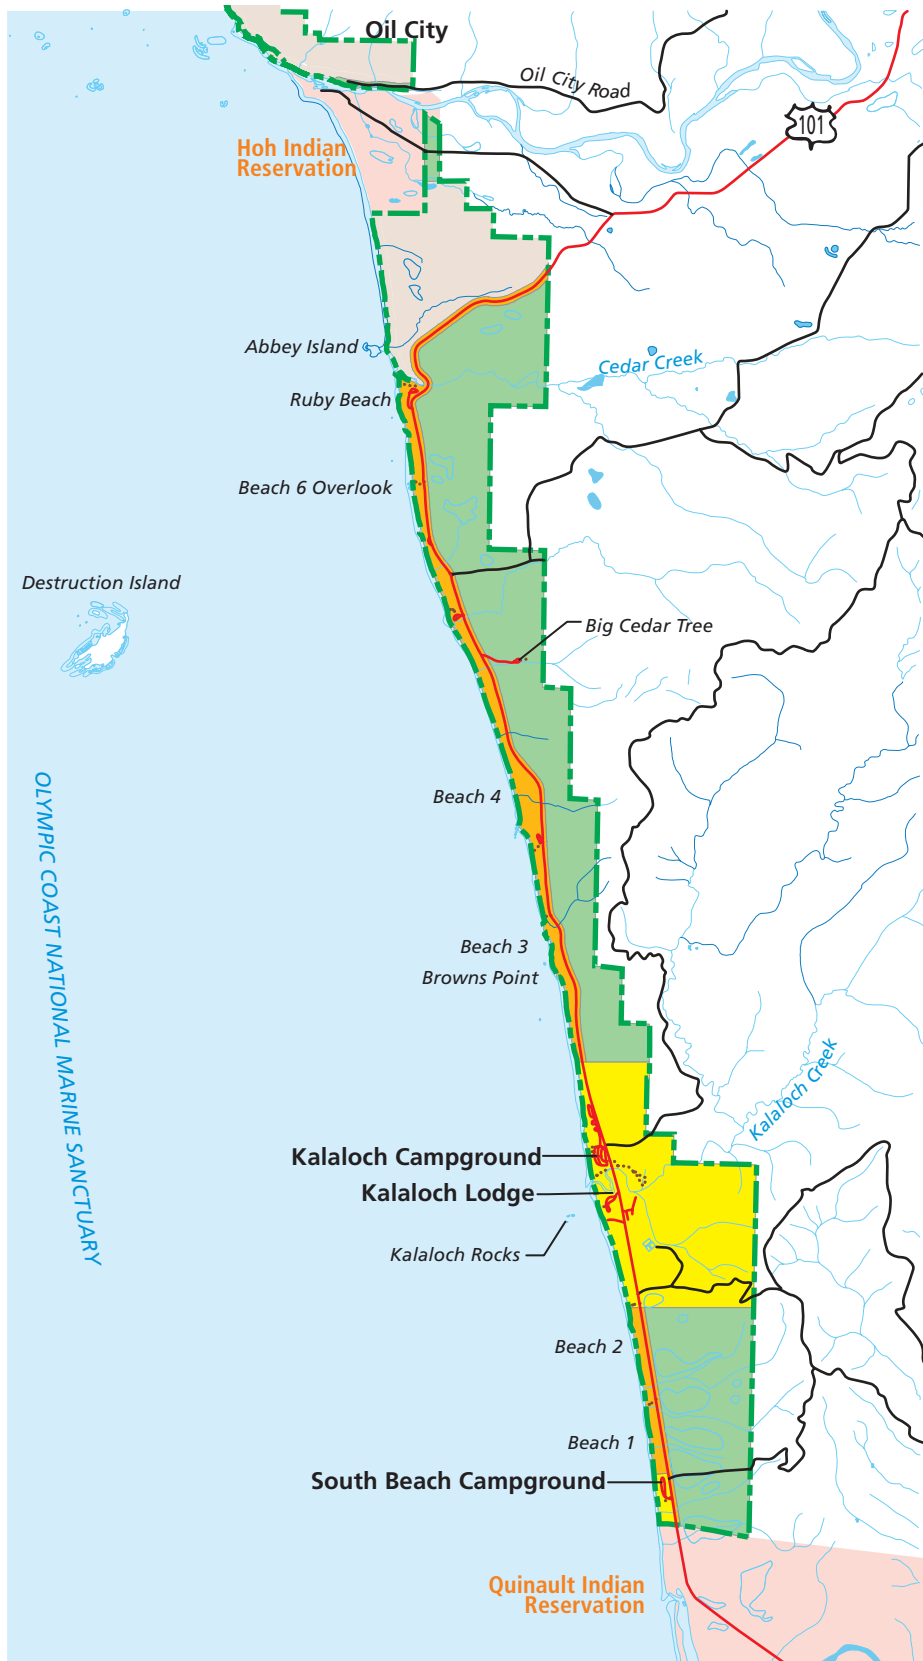 Oil City
Oil City Road
101
Hoh Indian
Reservation
Abbey Island
Cedar Creek
Ruby Beach
Beach 6 Overlook
Destruction Island
Big Cedar Tree
OLYMPIC COAST NATIONAL MARINE SANCTUARY
Beach 4
Beach 3
Browns Point
Kalaloch Creek
Kalaloch Campground
Kalaloch Lodge
Kalaloch Rocks
Beach 2
Beach 1
South Beach Campground
Quinault Indian
Reservation